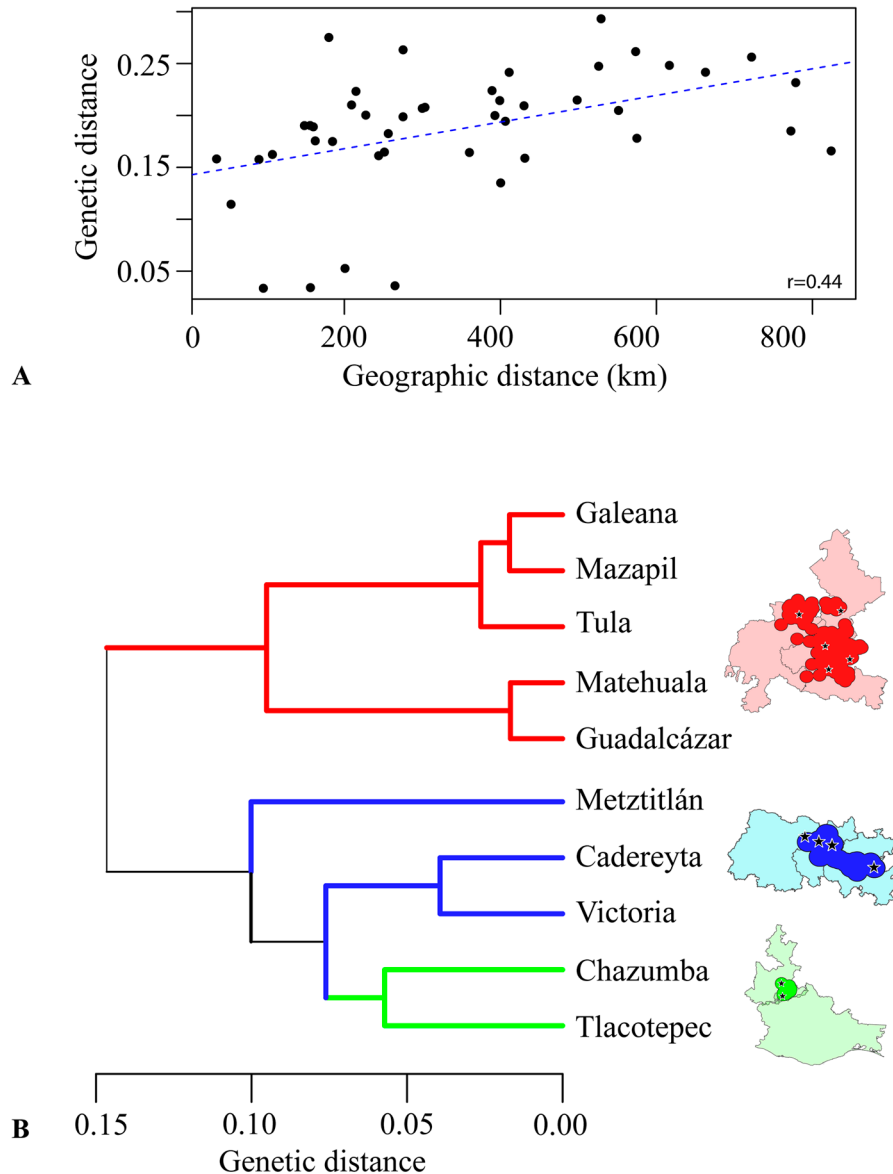 0.25
0.15
0.05
Genetic distance
r=0.44
0 200 400 600 800
Geographic distance (km)
A
Galeana
Mazapil
Tula
Matehuala
Guadalcázar
Metztitlán
Cadereyta
Victoria
Chazumba
Tlacotepec
0.15 0.10 0.05 0.00
Genetic distance
B